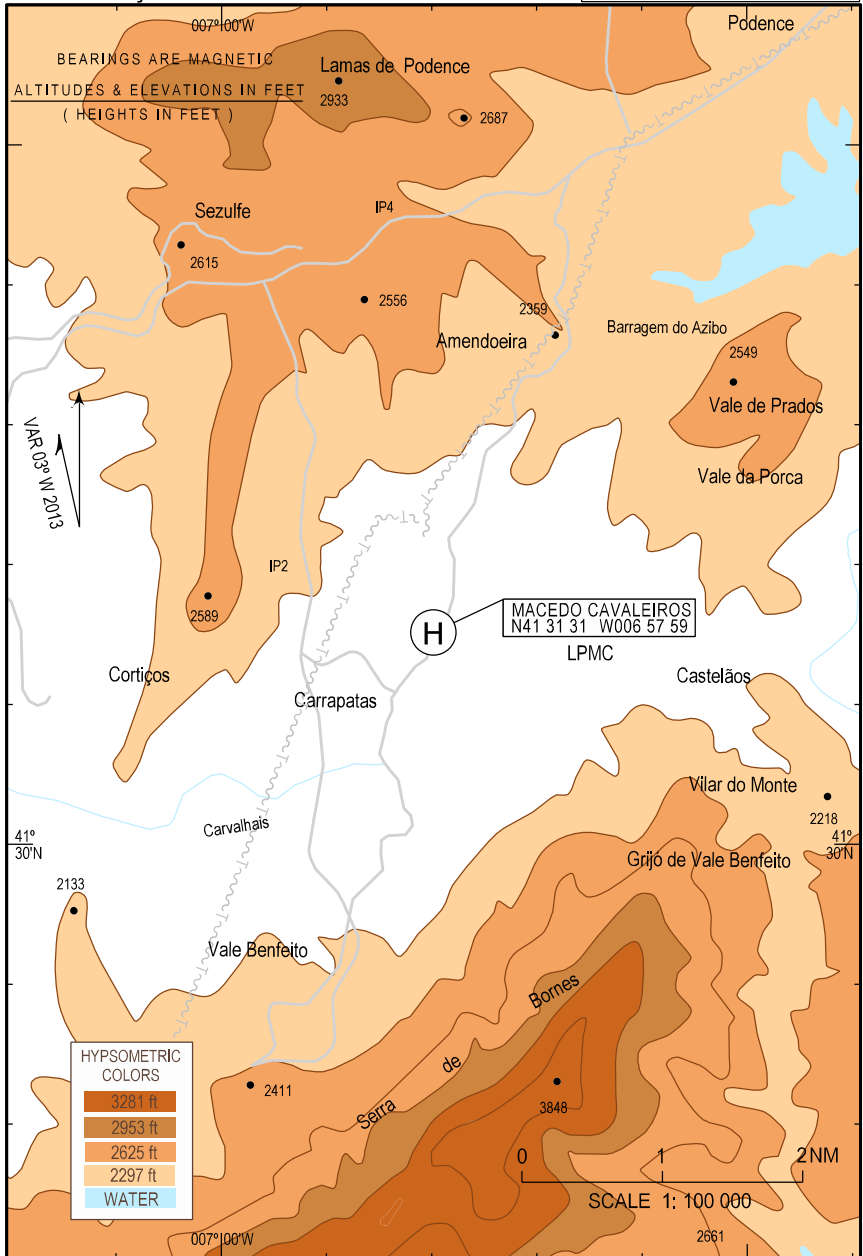 007° 00'W
Podence
BEARINGS ARE MAGNETIC
ALTITUDES & ELEVATIONS IN FEET
( HEIGHTS IN FEET )
Lamas de Podence
2933
2687
Sezulfe
IP4
2615
2556
2359
Amendoeira
Barragem do Azibo
2549
Vale de Prados
VAR 03º W 2013
Vale da Porca
IP2
2589
H
MACEDO CAVALEIROS
N41 31 31 W006 57 59
LPMC
Cortiços
Castelãos
Carrapatas
Vilar do Monte
2218
Carvalhais
41º
30'N
41º
30'N
Grijó de Vale Benfeito
2133
Vale Benfeito
Serra de Bornes
HYPSOMETRIC
COLORS
3281 ft
2953 ft
2625 ft
2297 ft
WATER
2411
3848
0 1 2 NM
SCALE 1: 100 000
007° 00'W
2661